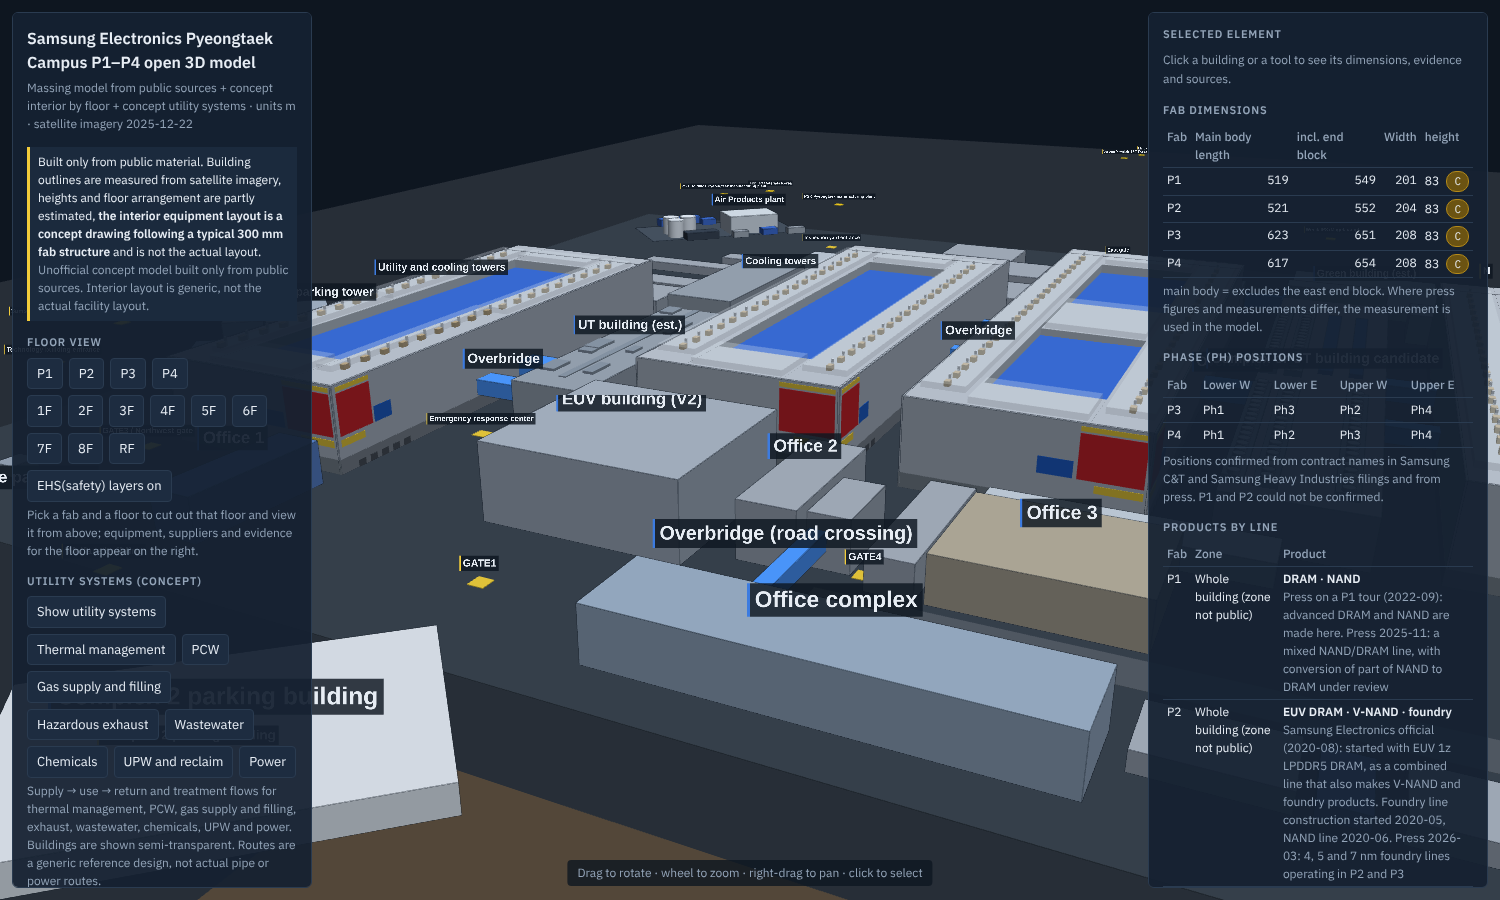 Samsung Electronics Pyeongtaek
Campus P1–P4 open 3D model
Massing model from public sources + concept
interior by floor + concept utility systems · units m
· satellite imagery 2025-12-22
Built only from public material. Building
outlines are measured from satellite imagery,
heights and floor arrangement are partly
estimated, the interior equipment layout is a
concept drawing following a typical 300 mm
fab structure and is not the actual layout.
Unofficial concept model built only from public
sources. Interior layout is generic, not the
actual facility layout.
FLOOR VIEW
P1 P2 P3 P4
1F 2F 3F 4F 5F 6F
7F 8F RF
EHS(safety) layers on
Pick a fab and a floor to cut out that floor and view
it from above; equipment, suppliers and evidence
for the floor appear on the right.
UTILITY SYSTEMS (CONCEPT)
Show utility systems
Thermal management PCW
Gas supply and filling
Hazardous exhaust Wastewater
Chemicals UPW and reclaim Power
Supply → use → return and treatment flows for
thermal management, PCW, gas supply and filling,
exhaust, wastewater, chemicals, UPW and power.
Buildings are shown semi-transparent. Routes are
a generic reference design, not actual pipe or
power routes.
Air Products plant
Utility and cooling towers
Cooling towers
parking tower
UT building (est.)
Overbridge
Overbridge
EUV building (V2)
Emergency response center
Office 1
Office 2
Office 3
Overbridge (road crossing)
GATE1
GATE4
Office complex
2 parking building
Drag to rotate · wheel to zoom · right-drag to pan · click to select
SELECTED ELEMENT
Click a building or a tool to see its dimensions, evidence
and sources.
FAB DIMENSIONS
Fab Main body length incl. end block Width height
P1 519 549 201 83 C
P2 521 552 204 83 C
P3 623 651 208 83 C
P4 617 654 208 83 C
main body = excludes the east end block. Where press
figures and measurements differ, the measurement is
used in the model.
UT building candidate
PHASE (PH) POSITIONS
Fab Lower W Lower E Upper W Upper E
P3 Ph1 Ph3 Ph2 Ph4
P4 Ph1 Ph2 Ph3 Ph4
Positions confirmed from contract names in Samsung
C&T and Samsung Heavy Industries filings and from
press. P1 and P2 could not be confirmed.
PRODUCTS BY LINE
Fab Zone Product
P1 Whole building (zone not public)
DRAM · NAND
Press on a P1 tour (2022-09):
advanced DRAM and NAND are
made here. Press 2025-11: a
mixed NAND/DRAM line, with
conversion of part of NAND to
DRAM under review
P2 Whole building (zone not public)
EUV DRAM · V-NAND · foundry
Samsung Electronics official
(2020-08): started with EUV 1z
LPDDR5 DRAM, as a combined
line that also makes V-NAND and
foundry products. Foundry line
construction started 2020-05,
NAND line 2020-06. Press 2026-
03: 4, 5 and 7 nm foundry lines
operating in P2 and P3